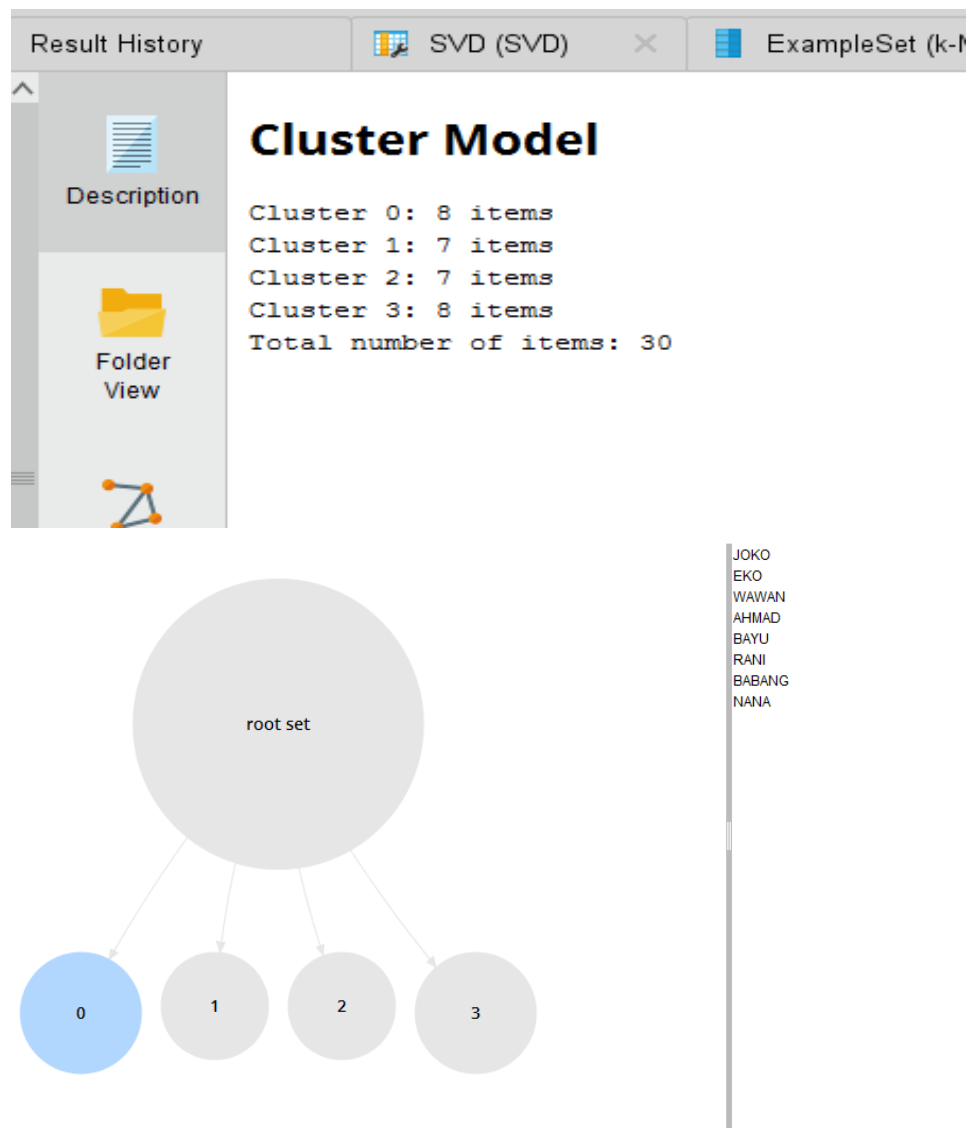 Result History
SVD (SVD)
ExampleSet (k-
Description
Cluster Model
Cluster 0: 8 items
Cluster 1: 7 items
Cluster 2: 7 items
Cluster 3: 8 items
Total number of items: 30
Folder
View
root set
0
1
2
3
JOKO
EKO
WAWAN
AHMAD
BAYU
RANI
BABANG
NANA